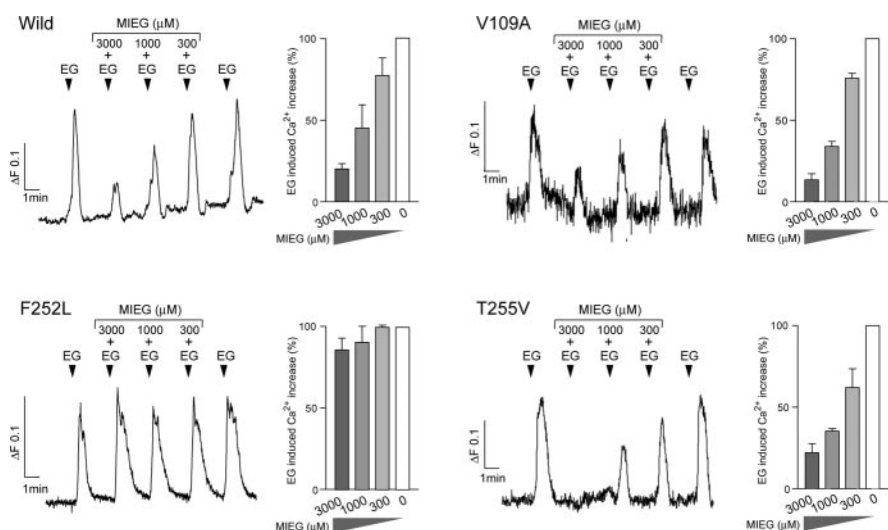 Wild
MIEG (μM)
3000 1000 300
+ + +
EG EG EG EG EG
ΔF 0.1
1min
EG induced Ca²⁺ increase (%)
100
50
0
3000 1000 300 0
MIEG (μM)
V109A
MIEG (μM)
3000 1000 300
+ + +
EG EG EG EG EG
ΔF 0.1
1min
EG induced Ca²⁺ increase (%)
100
50
0
3000 1000 300 0
MIEG (μM)
F252L
MIEG (μM)
3000 1000 300
+ + +
EG EG EG EG EG
ΔF 0.1
1min
EG induced Ca²⁺ increase (%)
100
50
0
3000 1000 300 0
MIEG (μM)
T255V
MIEG (μM)
3000 1000 300
+ + +
EG EG EG EG EG
ΔF 0.1
1min
EG induced Ca²⁺ increase (%)
100
50
0
3000 1000 300 0
MIEG (μM)